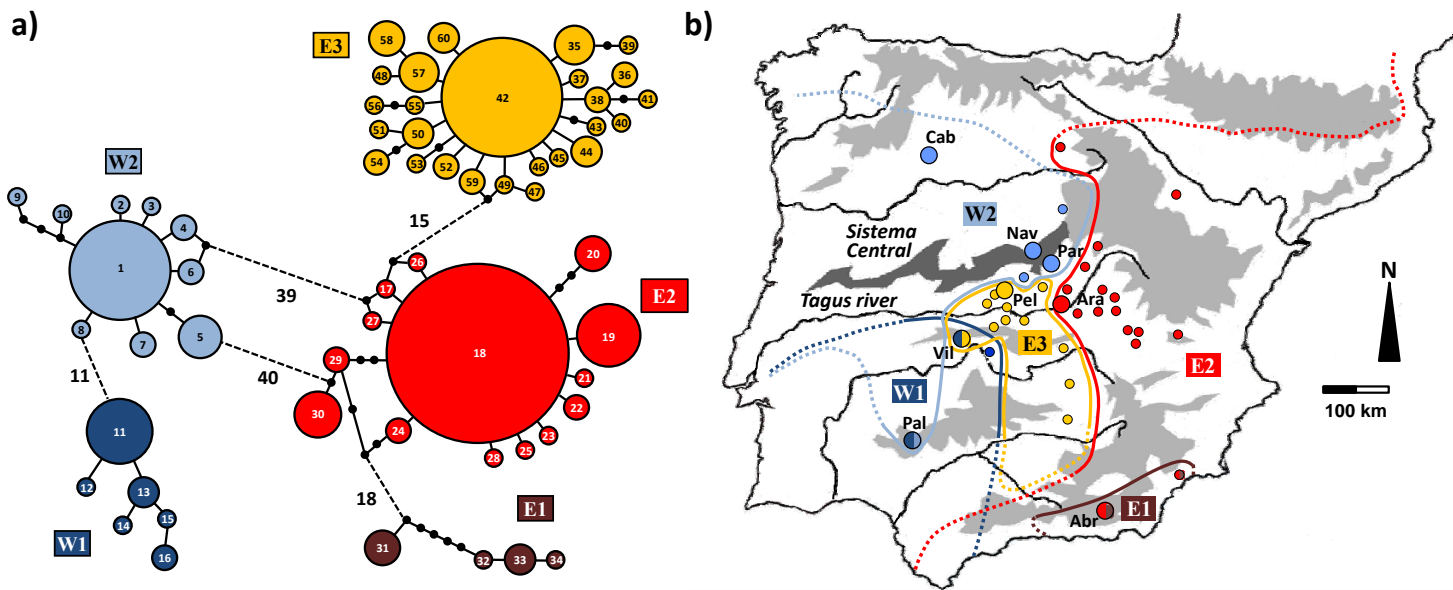 a)
E3
58
60
35
39
48
57
37
36
42
38
41
56
55
43
40
51
50
44
54
53
52
45
46
59
49
47
W2
9
10
2
3
4
1
6
15
39
8
7
5
26
20
17
27
E2
18
19
29
40
11
30
21
22
24
23
25
28
11
12
13
14
15
16
W1
18
E1
31
32
33
34
b)
Cab
W2
Sistema
Central
Nav
Par
Tagus river
Pel
Ara
Vil
E3
E2
W1
Pal
Abr
E1
N
100 km